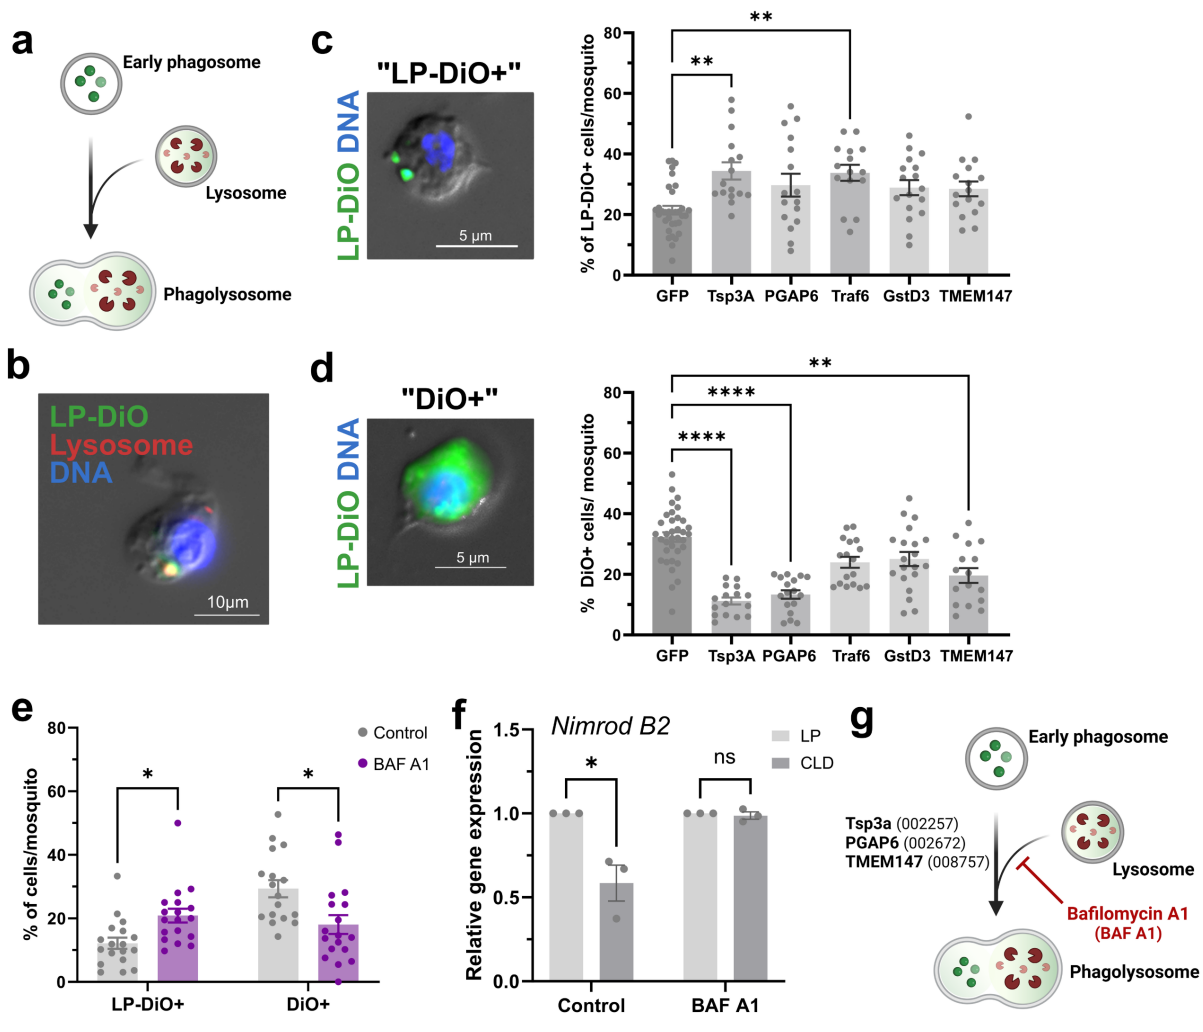 a
Early phagosome
Lysosome
Phagolysosome
b
LP-DiO
Lysosome
DNA
10μm
c
"LP-DiO+"
LP-DiO DNA
5 μm
% of LP-DiO+ cells/mosquito
80
60
40
20
0
**
**
GFP Tsp3A PGAP6 Traf6 GstD3 TMEM147
d
"DiO+"
LP-DiO DNA
5 μm
% DiO+ cells/ mosquito
80
60
40
20
0
**
****
****
GFP Tsp3A PGAP6 Traf6 GstD3 TMEM147
e
% of cells/mosquito
80
60
40
20
0
* *
Control
BAF A1
LP-DiO+ DiO+
f
Nimrod B2
Relative gene expression
1.5
1.0
0.5
0.0
* ns
LP
CLD
Control BAF A1
g
Early phagosome
Tsp3a (002257)
PGAP6 (002672)
TMEM147 (008757)
Lysosome
Bafilomycin A1
(BAF A1)
Phagolysosome